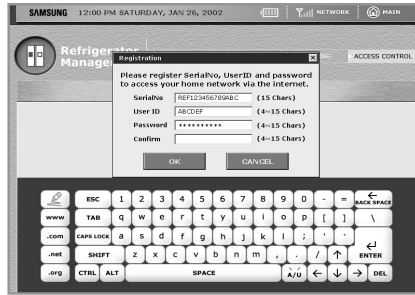 SAMSUNG 12:00 PM SATURDAY, JAN 26, 2002 NETWORK MAIN
Refrigerator
Manage
ACCESS CONTROL
Registration
Please register SerialNo, UserID and password
to access your home network via the internet.
SerialNo REF123456789ABC (15 Chars)
User ID ABCDEF (4~15 Chars)
Password ********** (4~15 Chars)
Confirm (4~15 Chars)
OK CANCEL
ESC 1 2 3 4 5 6 7 8 9 0 - = BACK SPACE
www TAB q w e r t y u i o p [ ] \
.com CAPS LOCK a s d f g h j k l ; ' `
.net SHIFT z x c v b n m , . / ↑ ENTER
.org CTRL ALT SPACE À/Ü ← ↓ → DEL